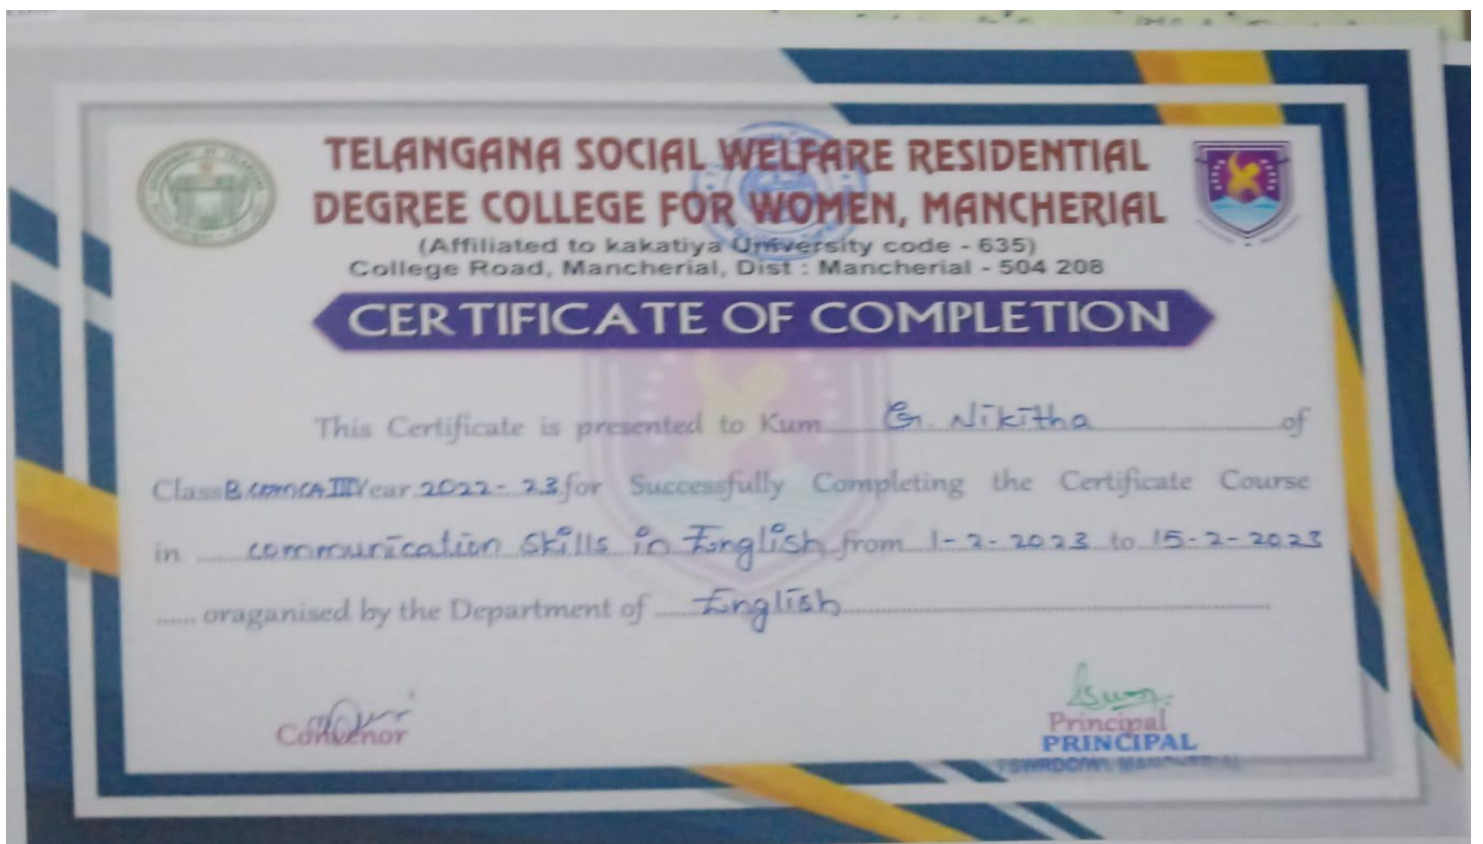 TELANGANA SOCIAL WELFARE RESIDENTIAL
DEGREE COLLEGE FOR WOMEN, MANCHERIAL
(Affiliated to kakatiya University code - 635)
College Road, Mancherial, Dist : Mancherial - 504 208
CERTIFICATE OF COMPLETION
This Certificate is presented to Kum G. Nikitha of
Class B.com CA III Year 2022-23 for Successfully Completing the Certificate Course
in communication Skills in English from 1-2-2023 to 15-2-2023
oraganised by the Department of English
Convenor
Principal
PRINCIPAL
MANCHERIAL